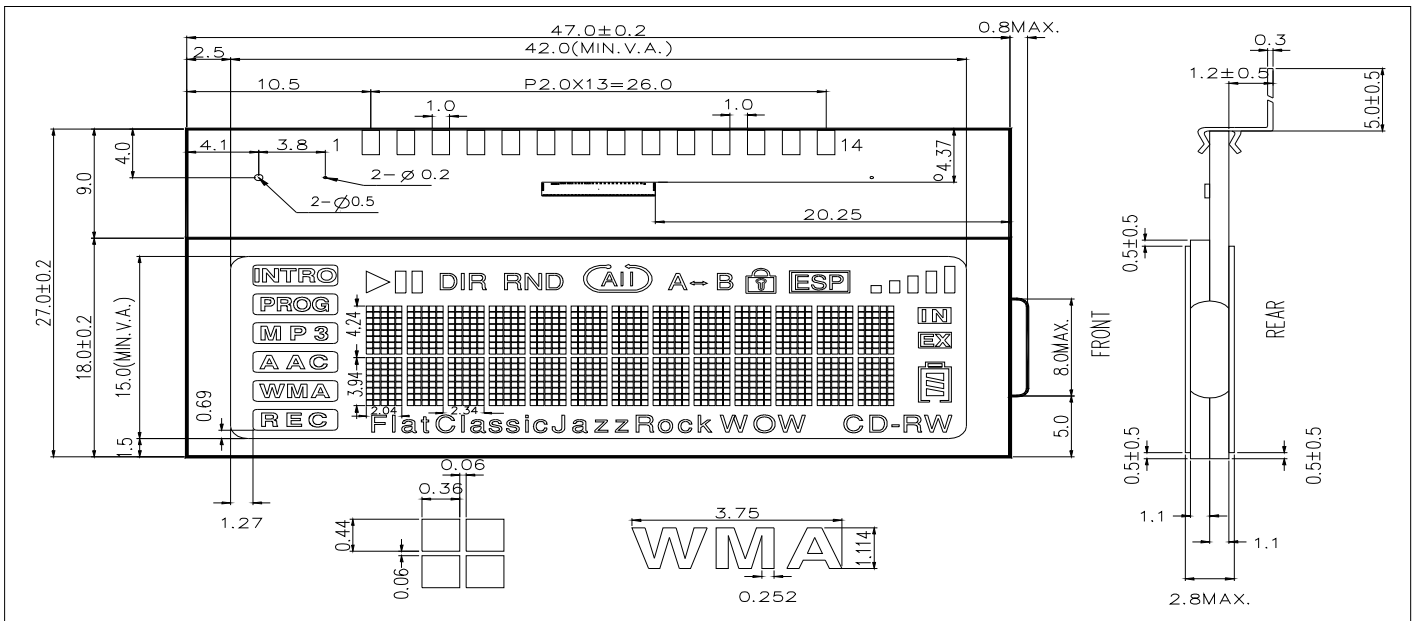 47.0±0.2
0.8MAX.
2.5
42.0(MIN.V.A.)
10.5
P2.0X13=26.0
1.0
1.0
0.3
1.2±0.5
5.0±0.5
4.1
3.8
1
14
4.0
9.0
2-Ø0.2
2-Ø0.5
4.37
20.25
27.0±0.2
18.0±0.2
15.0(MIN.V.A.)
0.69
1.5
1.27
INTRO
PROG
MP3
AAC
WMA
REC
DIR RND All A↔B ESP
IN
EX
4.24
3.94
2.04
2.34
Flat Classic Jazz Rock WOW CD-RW
8.0MAX.
5.0
FRONT
REAR
0.5±0.5
0.5±0.5
0.5±0.5
1.1
1.1
2.8MAX.
0.06
0.36
0.44
0.06
3.75
WMA
1.114
0.252